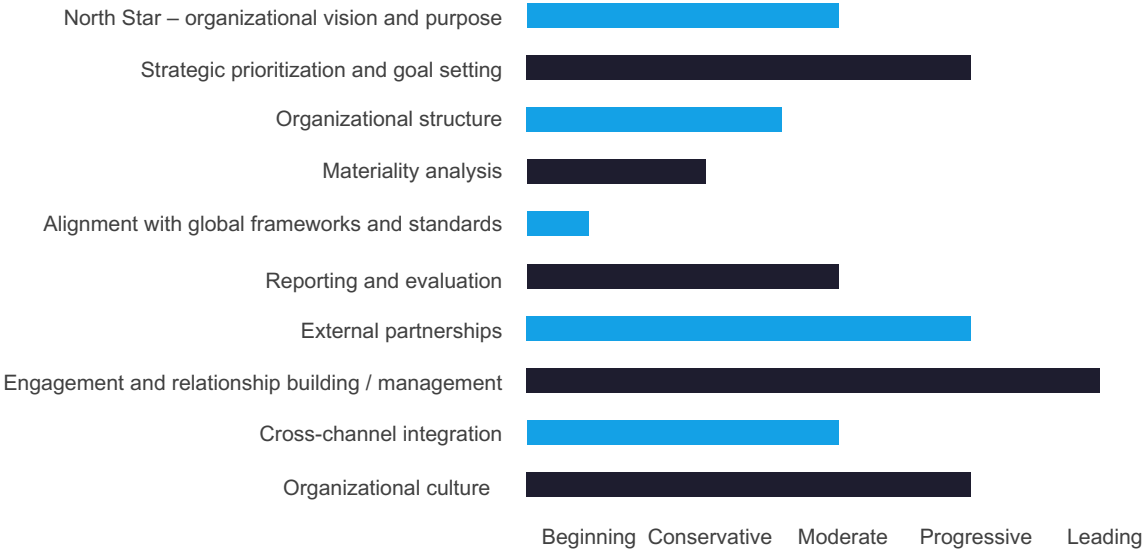 North Star – organizational vision and purpose
Strategic prioritization and goal setting
Organizational structure
Materiality analysis
Alignment with global frameworks and standards
Reporting and evaluation
External partnerships
Engagement and relationship building / management
Cross-channel integration
Organizational culture
Beginning Conservative Moderate Progressive Leading